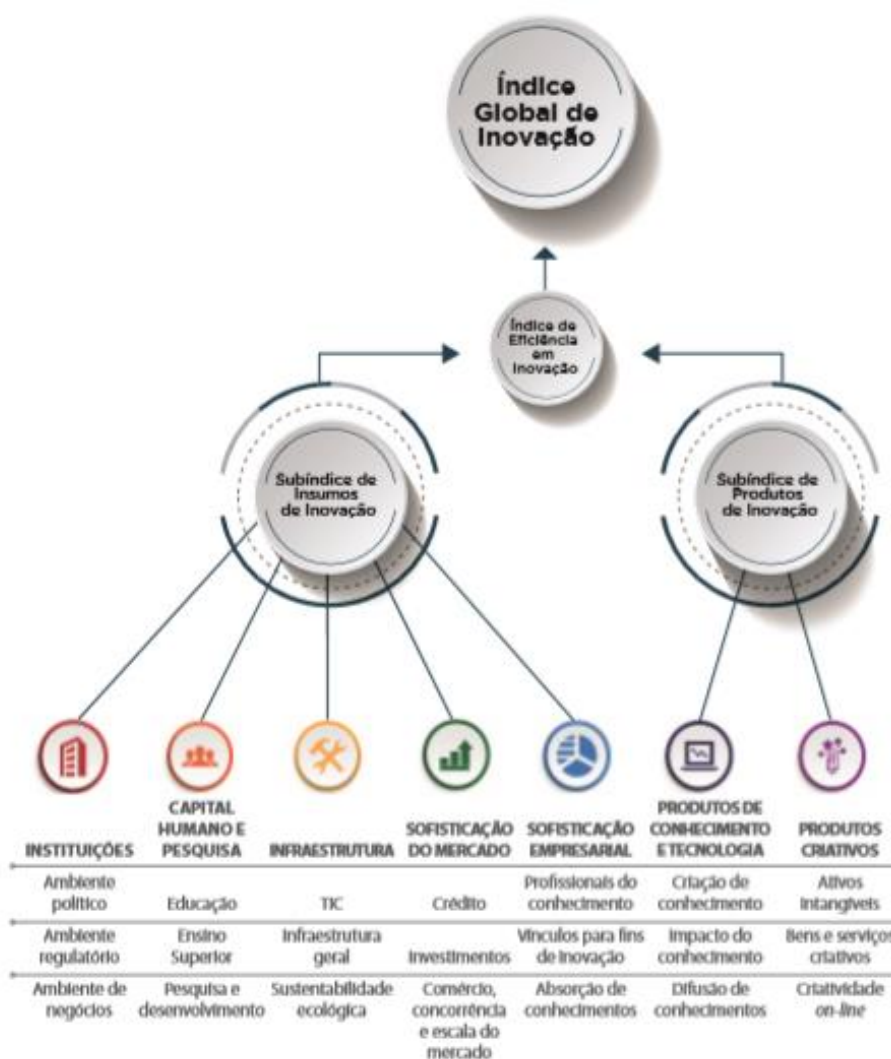 Índice
Global de
Inovação
Índice de
Eficiência
em
Inovação
Subíndice de
Insumos
de Inovação
Subíndice de
Produtos
de Inovação
INSTITUIÇÕES
CAPITAL
HUMANO E
PESQUISA
INFRAESTRUTURA
SOFISTICAÇÃO
DO MERCADO
SOFISTICAÇÃO
EMPRESARIAL
PRODUTOS DE
CONHECIMENTO
E TECNOLOGIA
PRODUTOS
CRIATIVOS
Ambiente
político
Educação
TIC
Crédito
Profissionais do
conhecimento
Criação de
conhecimento
Ativos
intangíveis
Ambiente
regulatório
Ensino
Superior
Infraestrutura
geral
Investimentos
Vínculos para fins
de inovação
Impacto do
conhecimento
Bens e serviços
criativos
Ambiente de
negócios
Pesquisa e
desenvolvimento
Sustentabilidade
ecológica
Comércio,
concorrência
e escala do
mercado
Absorção de
conhecimentos
Difusão de
conhecimentos
Criatividade
on-line